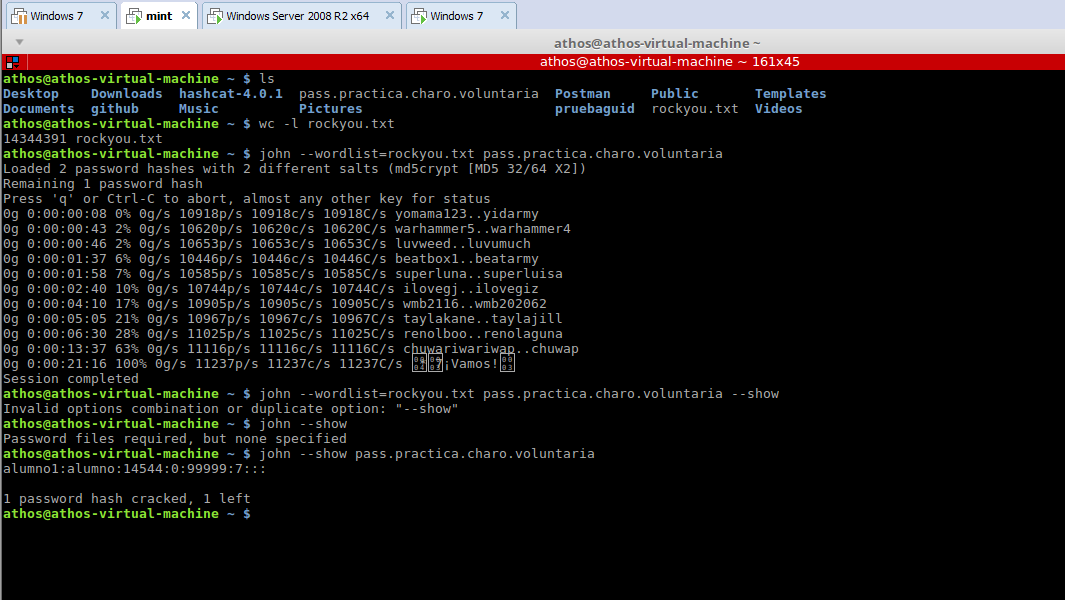 Windows 7 mint Windows Server 2008 R2 x64 Windows 7
athos@athos-virtual-machine ~
athos@athos-virtual-machine ~ 161x45
athos@athos-virtual-machine ~ $ ls
Desktop Downloads hashcat-4.0.1 pass.practica.charo.voluntaria Postman Public Templates
Documents github Music Pictures pruebaguid rockyou.txt Videos
athos@athos-virtual-machine ~ $ wc -l rockyou.txt
14344391 rockyou.txt
athos@athos-virtual-machine ~ $ john --wordlist=rockyou.txt pass.practica.charo.voluntaria
Loaded 2 password hashes with 2 different salts (md5crypt [MD5 32/64 X2])
Remaining 1 password hash
Press 'q' or Ctrl-C to abort, almost any other key for status
0g 0:00:00:08 0% 0g/s 10918p/s 10918c/s 10918C/s yomama123..yidarmy
0g 0:00:00:43 2% 0g/s 10620p/s 10620c/s 10620C/s warhammer5..warhammer4
0g 0:00:00:46 2% 0g/s 10653p/s 10653c/s 10653C/s luvweed..luvumuch
0g 0:00:01:37 6% 0g/s 10446p/s 10446c/s 10446C/s beatbox1..beatarmy
0g 0:00:01:58 7% 0g/s 10585p/s 10585c/s 10585C/s superluna..superluisa
0g 0:00:02:40 10% 0g/s 10744p/s 10744c/s 10744C/s ilovegj..ilovegiz
0g 0:00:04:10 17% 0g/s 10905p/s 10905c/s 10905C/s wmb2116..wmb202062
0g 0:00:05:05 21% 0g/s 10967p/s 10967c/s 10967C/s taylakane..taylajill
0g 0:00:06:30 28% 0g/s 11025p/s 11025c/s 11025C/s renolboo..renolaguna
0g 0:00:13:37 63% 0g/s 11116p/s 11116c/s 11116C/s chuwariwariwap..chuwap
0g 0:00:21:16 100% 0g/s 11237p/s 11237c/s 11237C/s ¡Vamos!
Session completed
athos@athos-virtual-machine ~ $ john --wordlist=rockyou.txt pass.practica.charo.voluntaria --show
Invalid options combination or duplicate option: "--show"
athos@athos-virtual-machine ~ $ john --show
Password files required, but none specified
athos@athos-virtual-machine ~ $ john --show pass.practica.charo.voluntaria
alumno1:alumno:14544:0:99999:7:::
1 password hash cracked, 1 left
athos@athos-virtual-machine ~ $